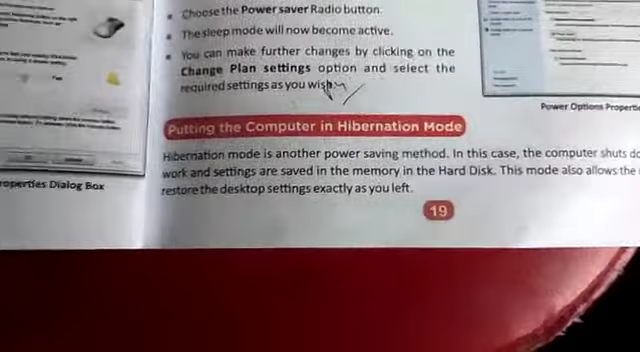 • Choose the Power saver Radio button.
• The sleep mode will now become active.
• You can make further changes by clicking on the
Change Plan settings option and select the
required settings as you wish.
Power Options Properti
Putting the Computer in Hibernation Mode
Hibernation mode is another power saving method. In this case, the computer shuts do
work and settings are saved in the memory in the Hard Disk. This mode also allows the
restore the desktop settings exactly as you left.
operties Dialog Box
19